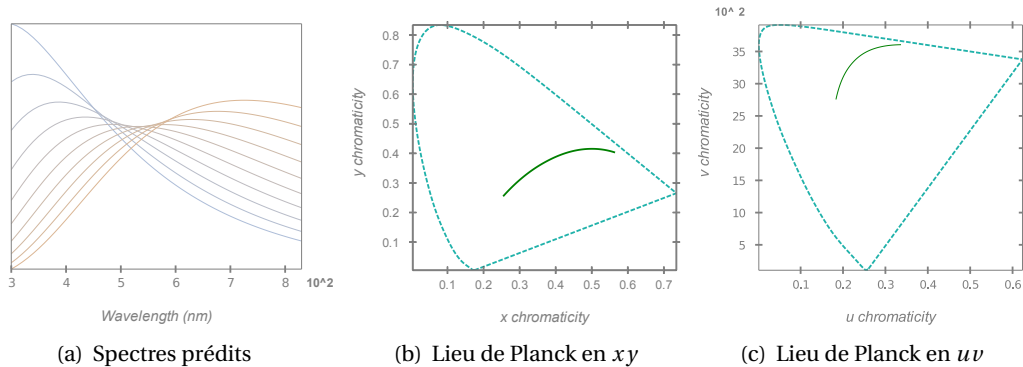 3 4 5 6 7 8 10^2
Wavelength (nm)
(a) Spectres prédits
0.8
0.7
0.6
0.5
0.4
0.3
0.2
0.1
y chromaticity
0.1 0.2 0.3 0.4 0.5 0.6 0.7
x chromaticity
(b) Lieu de Planck en xy
10^ 2
35
30
25
20
15
10
5
v chromaticity
0.1 0.2 0.3 0.4 0.5 0.6
u chromaticity
(c) Lieu de Planck en uv